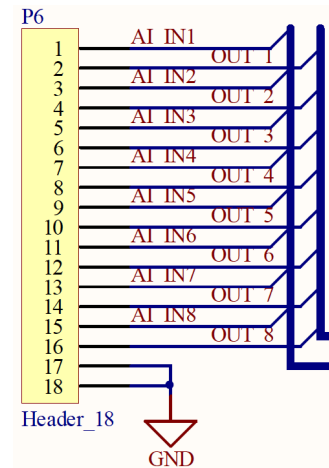 P6
1 AI_IN1
2 OUT_1
3 AI_IN2
4 OUT_2
5 AI_IN3
6 OUT_3
7 AI_IN4
8 OUT_4
9 AI_IN5
10 OUT_5
11 AI_IN6
12 OUT_6
13 AI_IN7
14 OUT_7
15 AI_IN8
16 OUT_8
17
18
Header_18
GND